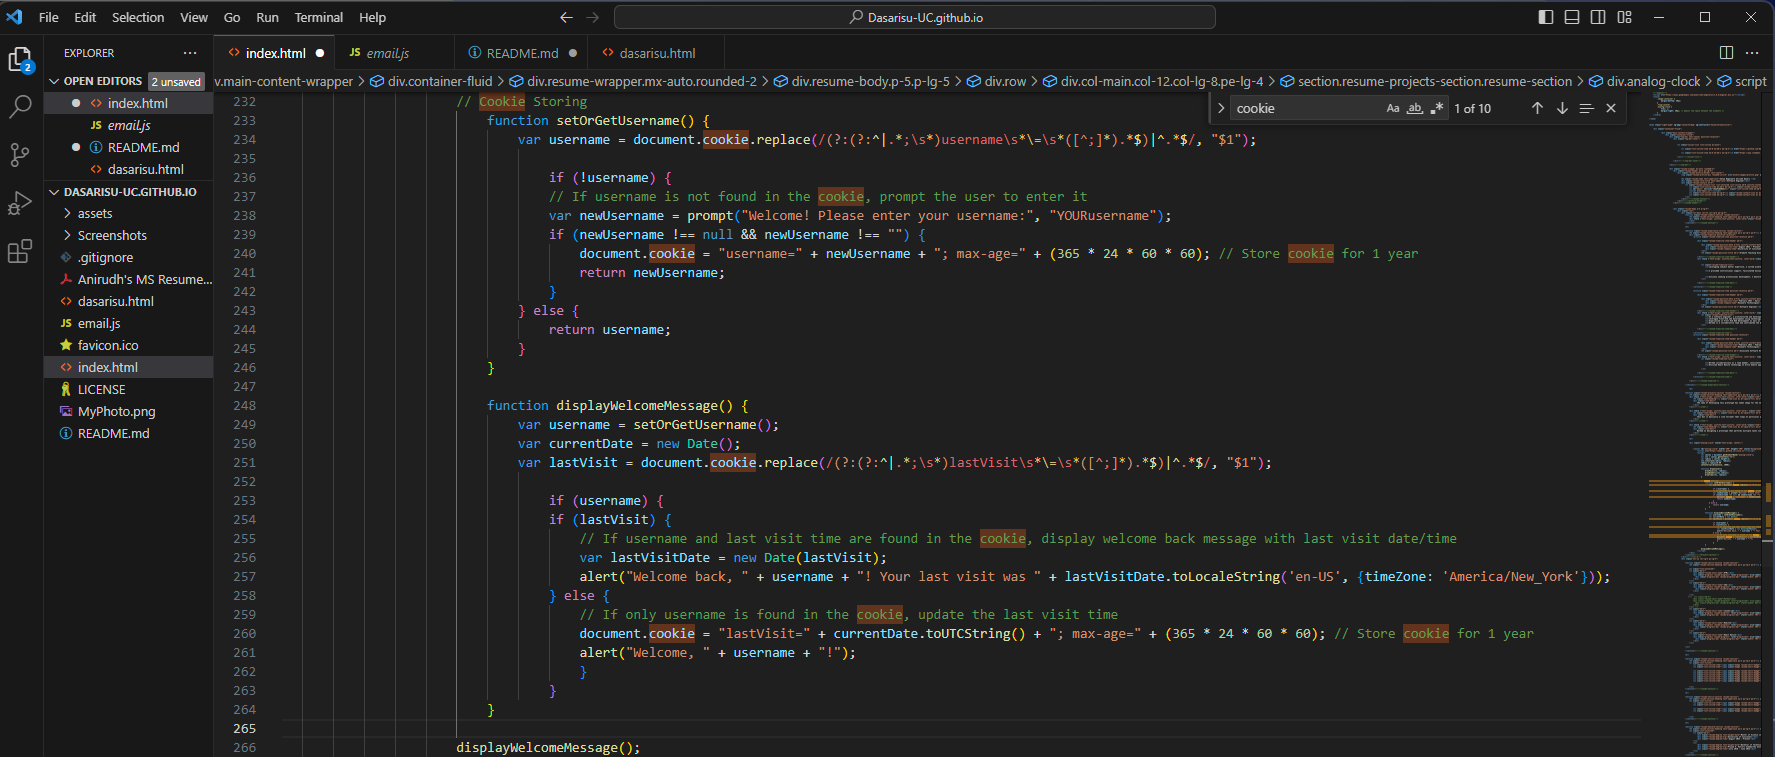 File Edit Selection View Go Run Terminal Help Dasarisu-UC.github.io
EXPLORER
index.html
email.js
README.md
dasarisu.html
OPEN EDITORS 2 unsaved
index.html
email.js
README.md
dasarisu.html
DASARISU-UC.GITHUB.IO
assets
Screenshots
.gitignore
Anirudh's MS Resume...
dasarisu.html
email.js
favicon.ico
index.html
LICENSE
MyPhoto.png
README.md
2
v.main-content-wrapper > div.container-fluid > div.resume-wrapper.mx-auto.rounded-2 > div.resume-body.p-5.p-lg-5 > div.row > div.col-main.col-12.col-lg-8.pe-lg-4 > section.resume-projects-section.resume-section > div.analog-clock > script
cookie Aa ab 1 of 10
232 // Cookie Storing
233 function setOrGetUsername() {
234 var username = document.cookie.replace(/(?:(?:^|.*;\s*)username\s*\=\s*([^;]*).*$)|^.*$/, "$1");
235
236 if (!username) {
237 // If username is not found in the cookie, prompt the user to enter it
238 var newUsername = prompt("Welcome! Please enter your username:", "YOURusername");
239 if (newUsername !== null && newUsername !== "") {
240 document.cookie = "username=" + newUsername + "; max-age=" + (365 * 24 * 60 * 60); // Store cookie for 1 year
241 return newUsername;
242 }
243 } else {
244 return username;
245 }
246 }
247
248 function displayWelcomeMessage() {
249 var username = setOrGetUsername();
250 var currentDate = new Date();
251 var lastVisit = document.cookie.replace(/(?:(?:^|.*;\s*)lastVisit\s*\=\s*([^;]*).*$)|^.*$/, "$1");
252
253 if (username) {
254 if (lastVisit) {
255 // If username and last visit time are found in the cookie, display welcome back message with last visit date/time
256 var lastVisitDate = new Date(lastVisit);
257 alert("Welcome back, " + username + "! Your last visit was " + lastVisitDate.toLocaleString('en-US', {timeZone: 'America/New_York'}));
258 } else {
259 // If only username is found in the cookie, update the last visit time
260 document.cookie = "lastVisit=" + currentDate.toUTCString() + "; max-age=" + (365 * 24 * 60 * 60); // Store cookie for 1 year
261 alert("Welcome, " + username + "!");
262 }
263 }
264 }
265
266 displayWelcomeMessage();